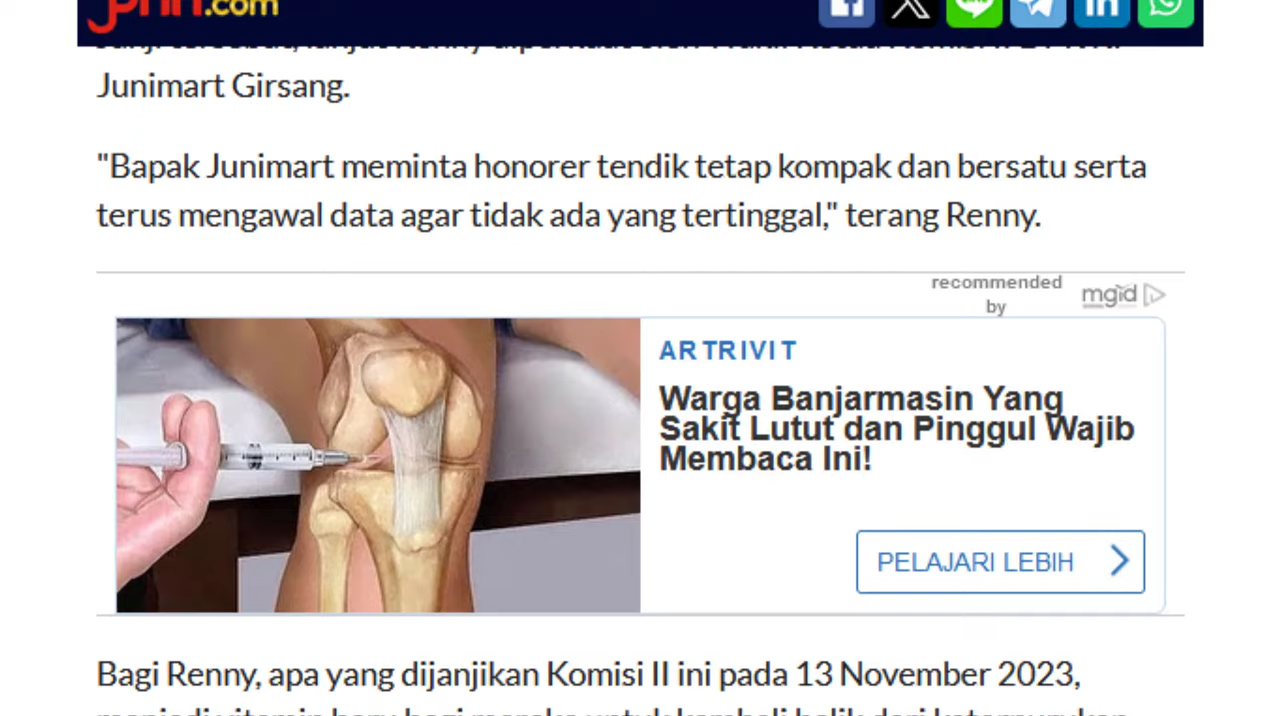 jpnn.com
Junimart Girsang.
"Bapak Junimart meminta honorer tendik tetap kompak dan bersatu serta
terus mengawal data agar tidak ada yang tertinggal," terang Renny.
recommended
by
mgid
ARTRIVIT
Warga Banjarmasin Yang
Sakit Lutut dan Pinggul Wajib
Membaca Ini!
PELAJARI LEBIH
Bagi Renny, apa yang dijanjikan Komisi II ini pada 13 November 2023,